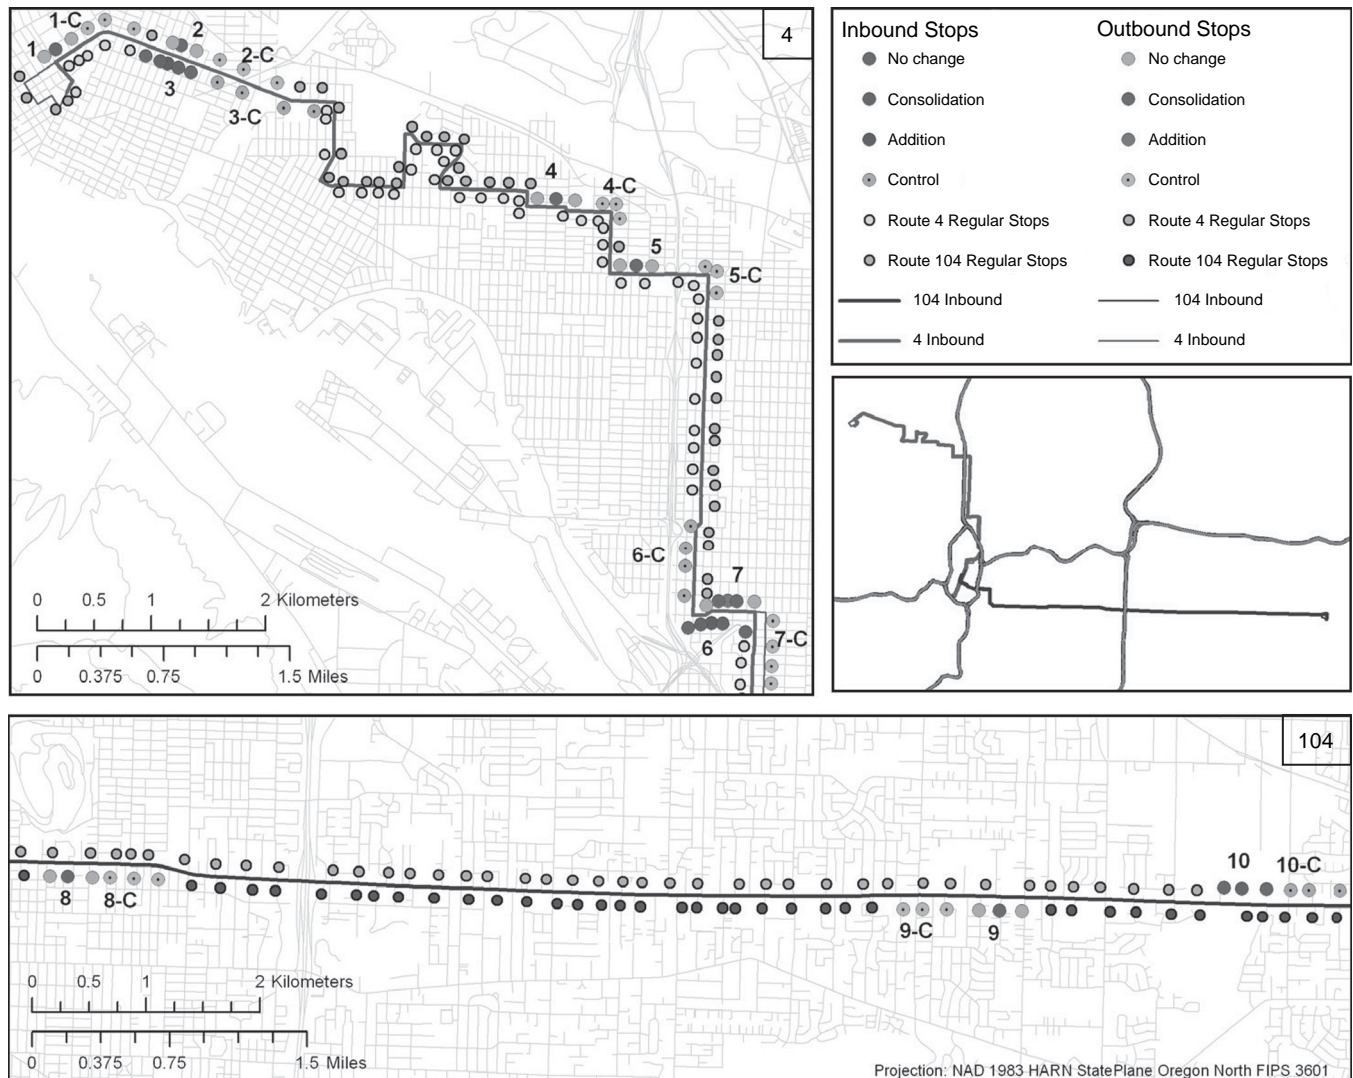 4
1-C
1
2
2-C
3
3-C
4
4-C
5
5-C
6-C
7
6
7-C
0 0.5 1 2 Kilometers
0 0.375 0.75 1.5 Miles
Inbound Stops
No change
Consolidation
Addition
Control
Route 4 Regular Stops
Route 104 Regular Stops
104 Inbound
4 Inbound
Outbound Stops
No change
Consolidation
Addition
Control
Route 4 Regular Stops
Route 104 Regular Stops
104 Inbound
4 Inbound
104
10
10-C
8
8-C
9-C
9
0 0.5 1 2 Kilometers
0 0.375 0.75 1.5 Miles
Projection: NAD 1983 HARN StatePlane Oregon North FIPS 3601